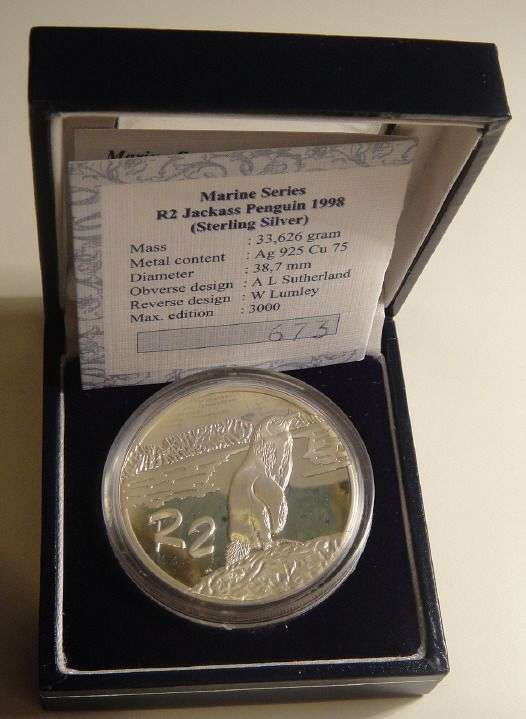 Marine Series
R2 Jackass Penguin 1998
(Sterling Silver)
Mass : 33,626 gram
Metal content : Ag 925 Cu 75
Diameter : 38,7 mm
Obverse design : A L Sutherland
Reverse design : W Lumley
Max. edition : 3000
673
R2